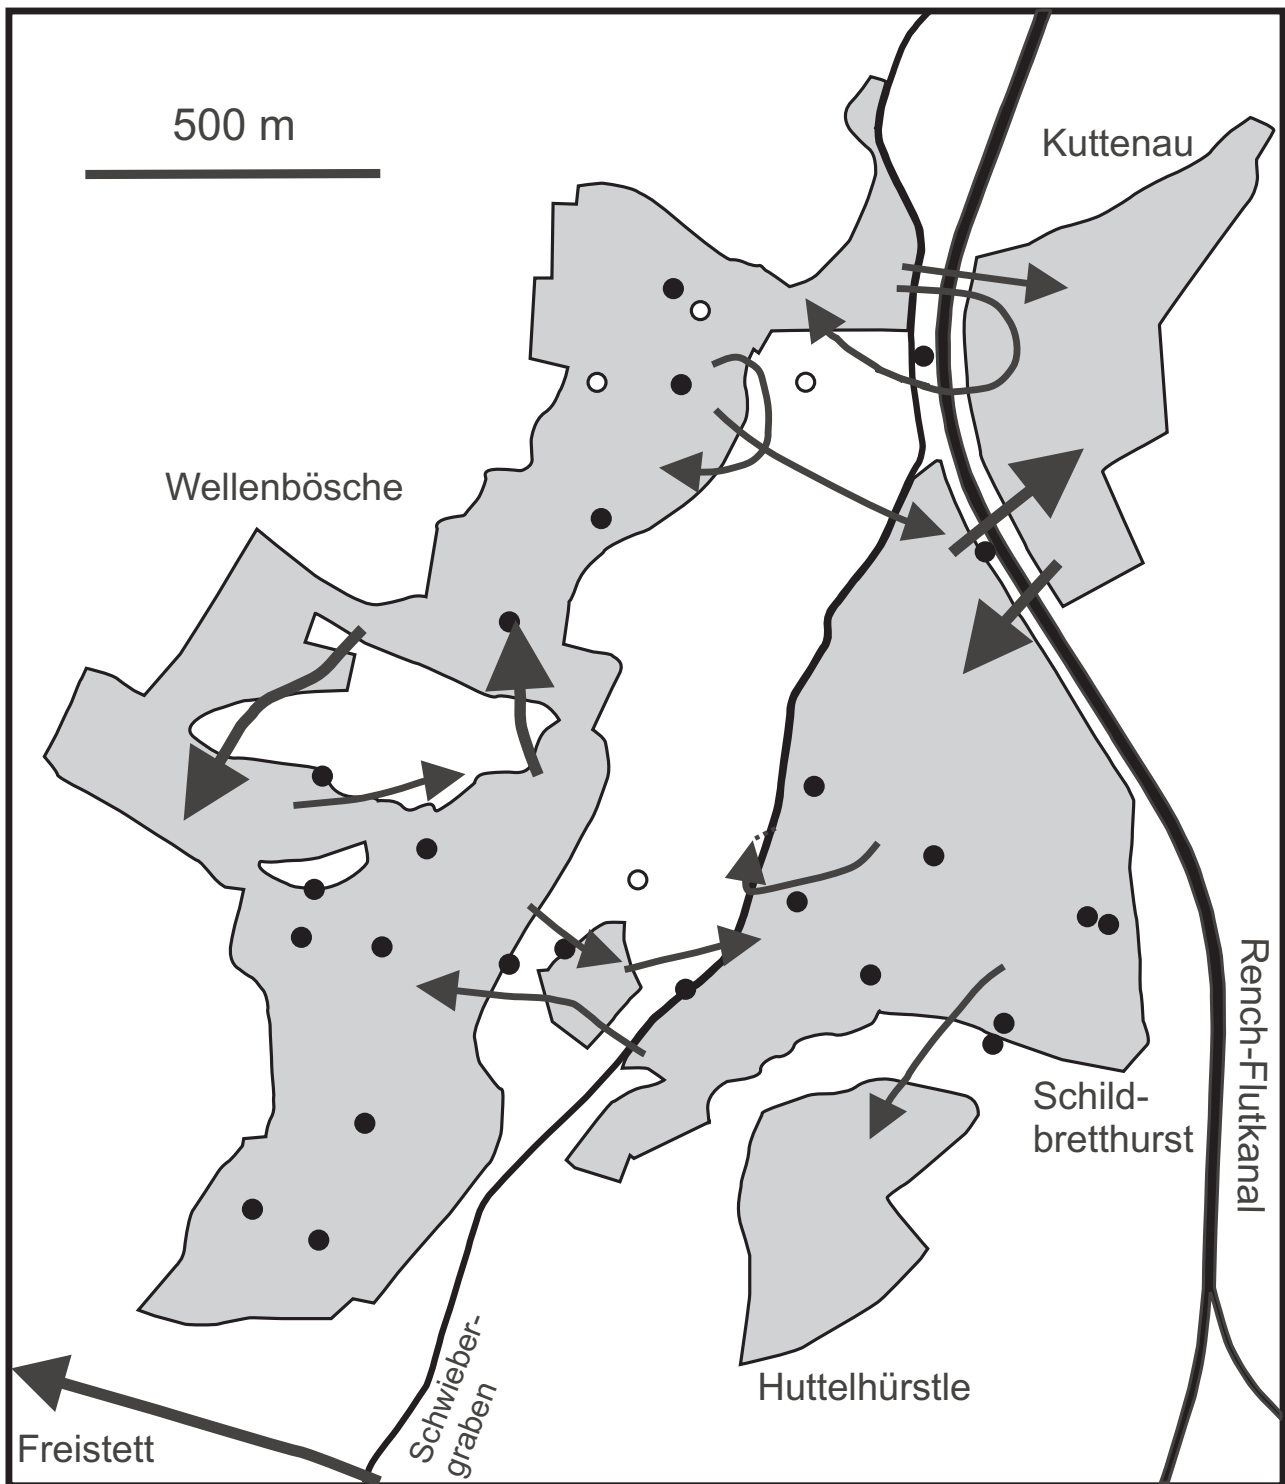 500 m
Kuttenau
Wellenbösche
Rench-Flutkanal
Schild-
bretthurst
Huttelhürstle
Schwieber-
graben
Freistett